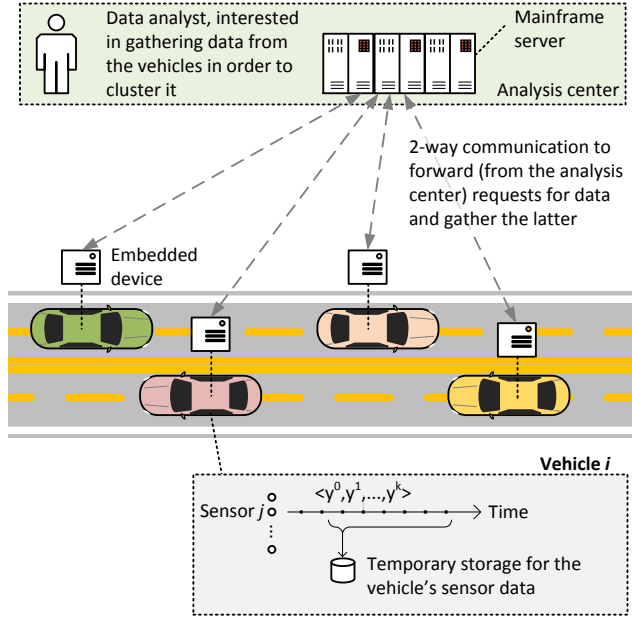 Data analyst, interested
in gathering data from
the vehicles in order to
cluster it
Mainframe
server
Analysis center
2-way communication to
forward (from the analysis
center) requests for data
and gather the latter
Embedded
device
Vehicle i
<y⁰,y¹,...,yᵏ>
Sensor j
Time
Temporary storage for the
vehicle's sensor data